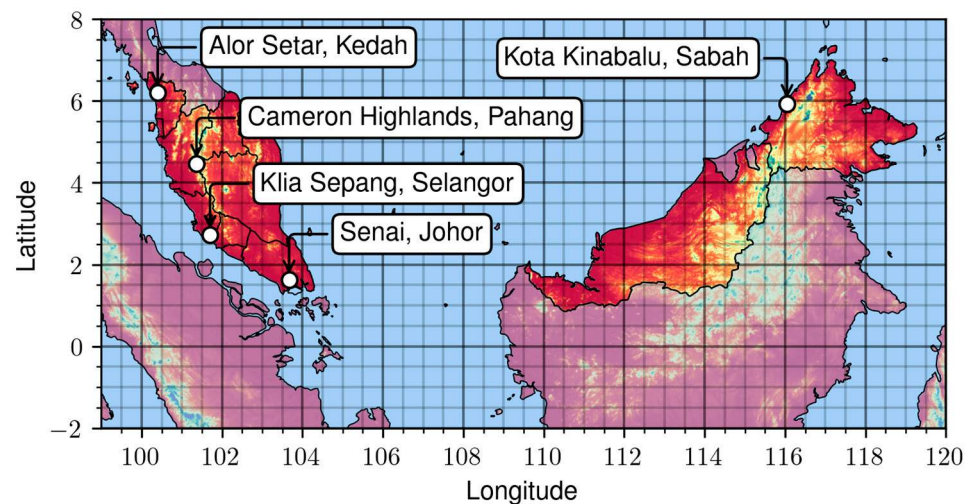 8
Alor Setar, Kedah
Kota Kinabalu, Sabah
6
Cameron Highlands, Pahang
4
Klia Sepang, Selangor
Senai, Johor
2
0
−2
Latitude
100 102 104 106 108 110 112 114 116 118 120
Longitude